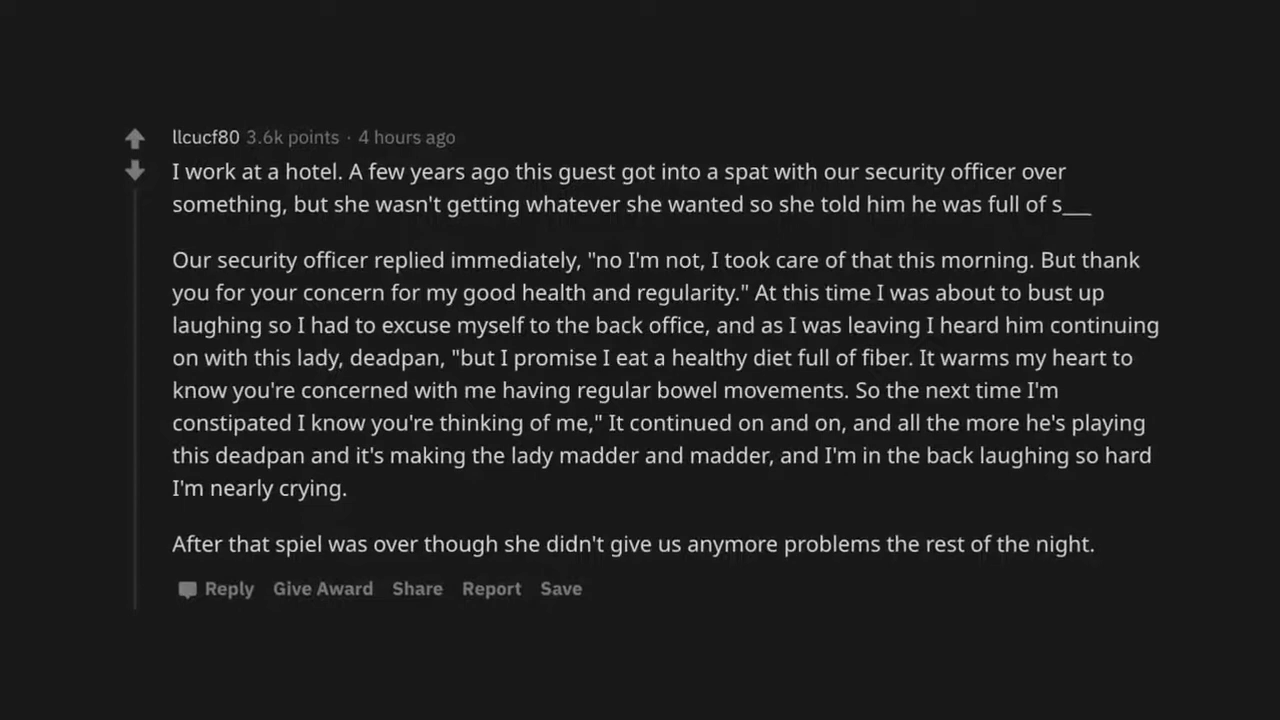 llcucf80 3.6k points · 4 hours ago
I work at a hotel. A few years ago this guest got into a spat with our security officer over
something, but she wasn't getting whatever she wanted so she told him he was full of s___
Our security officer replied immediately, "no I'm not, I took care of that this morning. But thank
you for your concern for my good health and regularity." At this time I was about to bust up
laughing so I had to excuse myself to the back office, and as I was leaving I heard him continuing
on with this lady, deadpan, "but I promise I eat a healthy diet full of fiber. It warms my heart to
know you're concerned with me having regular bowel movements. So the next time I'm
constipated I know you're thinking of me," It continued on and on, and all the more he's playing
this deadpan and it's making the lady madder and madder, and I'm in the back laughing so hard
I'm nearly crying.
After that spiel was over though she didn't give us anymore problems the rest of the night.
Reply Give Award Share Report Save